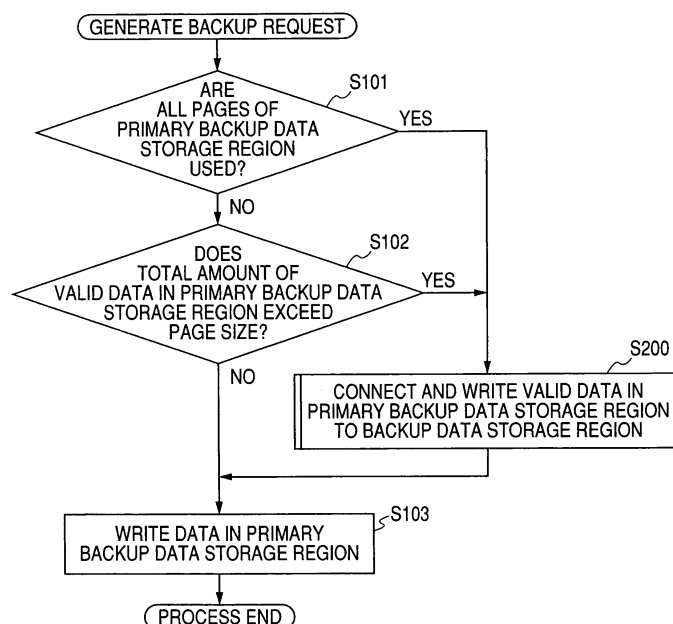 GENERATE BACKUP REQUEST
S101
ARE
ALL PAGES OF
PRIMARY BACKUP DATA
STORAGE REGION
USED?
YES
NO
S102
DOES
TOTAL AMOUNT OF
VALID DATA IN PRIMARY BACKUP DATA
STORAGE REGION EXCEED
PAGE SIZE?
YES
NO
S200
CONNECT AND WRITE VALID DATA IN
PRIMARY BACKUP DATA STORAGE REGION
TO BACKUP DATA STORAGE REGION
S103
WRITE DATA IN PRIMARY
BACKUP DATA STORAGE REGION
PROCESS END